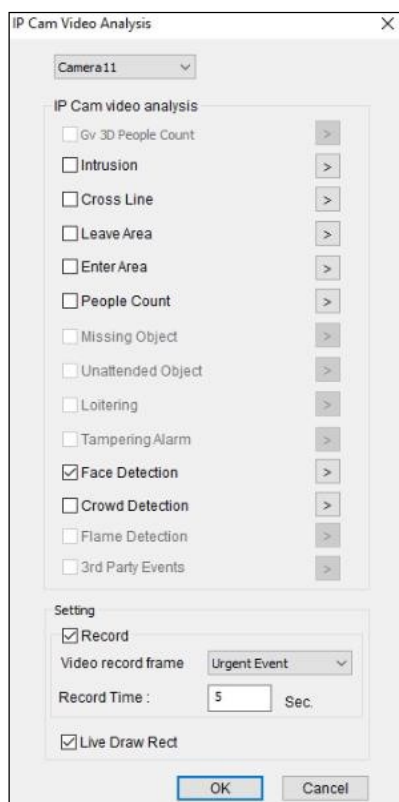 IP Cam Video Analysis
Camera11
IP Cam video analysis
Gv 3D People Count >
Intrusion >
Cross Line >
Leave Area >
Enter Area >
People Count >
Missing Object >
Unattended Object >
Loitering >
Tampering Alarm >
Face Detection >
Crowd Detection >
Flame Detection >
3rd Party Events >
Setting
Record
Video record frame Urgent Event
Record Time : 5 Sec.
Live Draw Rect
OK Cancel